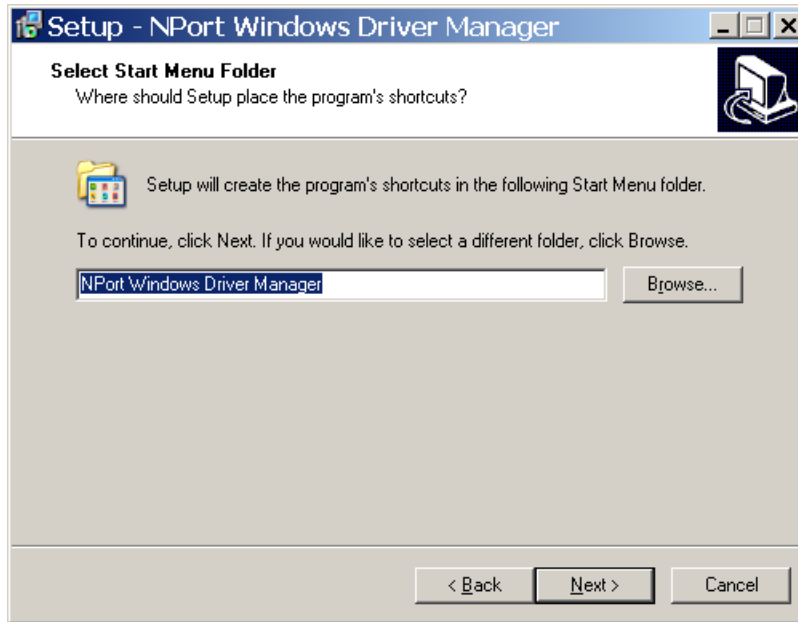 Setup - NPort Windows Driver Manager
Select Start Menu Folder
Where should Setup place the program's shortcuts?
Setup will create the program's shortcuts in the following Start Menu folder.
To continue, click Next. If you would like to select a different folder, click Browse.
NPort Windows Driver Manager
Browse...
< Back
Next >
Cancel